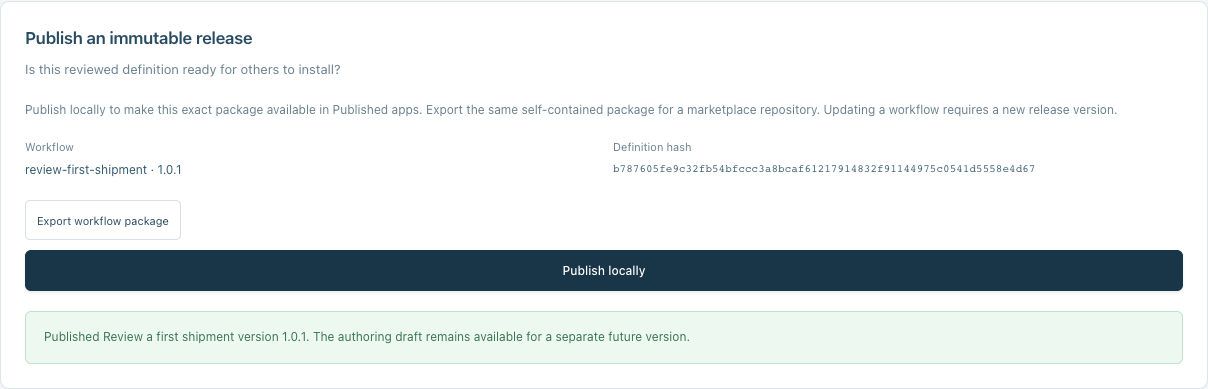 Publish an immutable release
Is this reviewed definition ready for others to install?
Publish locally to make this exact package available in Published apps. Export the same self-contained package for a marketplace repository. Updating a workflow requires a new release version.
Workflow
review-first-shipment · 1.0.1
Definition hash
b787605fe9c32fb54bfccc3a8bcaf61217914832f91144975c0541d5558e4d67
Export workflow package
Publish locally
Published Review a first shipment version 1.0.1. The authoring draft remains available for a separate future version.